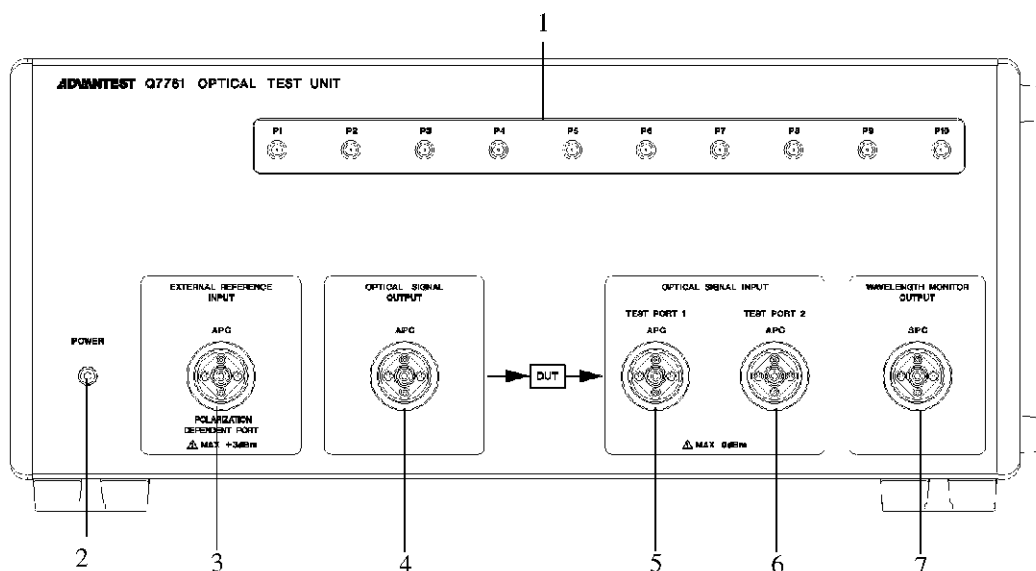 1
ADVANTEST Q7761 OPTICAL TEST UNIT
P1 P2 P3 P4 P5 P6 P7 P8 P9 P10
EXTERNAL REFERENCE
INPUT
APC
POLARIZATION
DEPENDENT PORT
⚠ MAX +3dBm
OPTICAL SIGNAL
OUTPUT
APC
DUT
OPTICAL SIGNAL INPUT
TEST PORT 1
APC
TEST PORT 2
APC
⚠ MAX 0dBm
WAVELENGTH MONITOR
OUTPUT
SPC
POWER
2 3 4 5 6 7